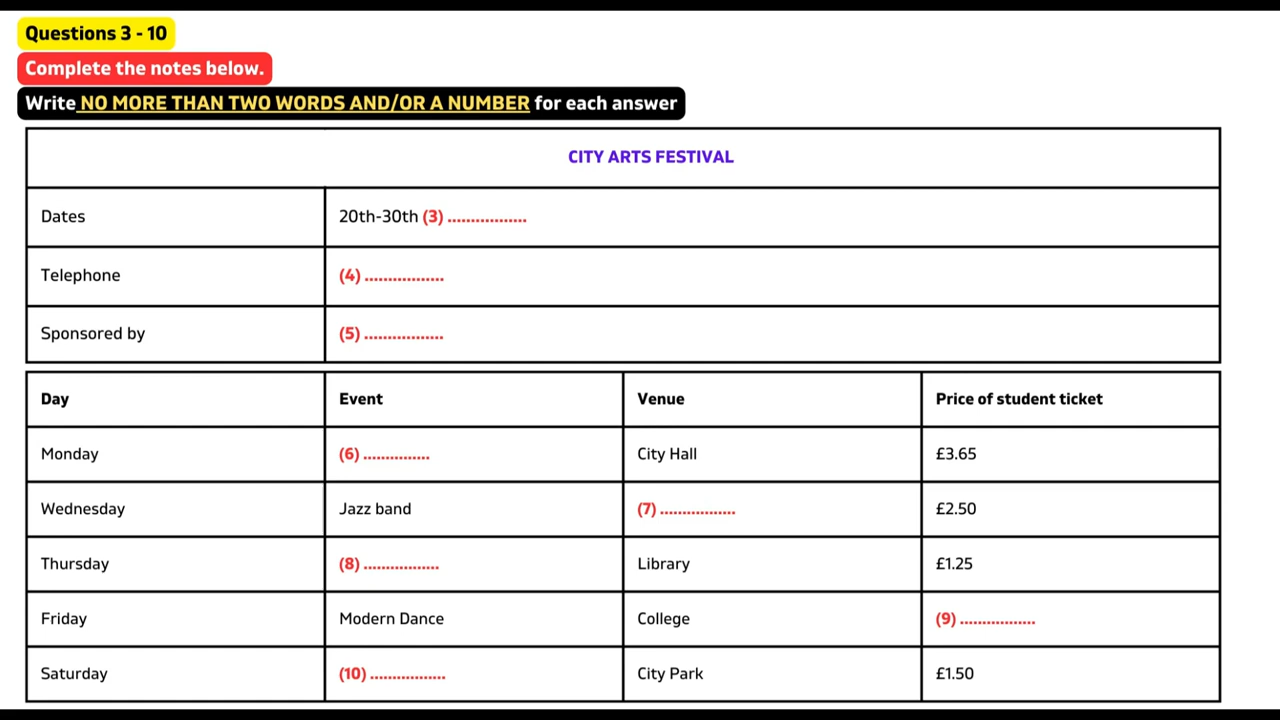 Questions 3 - 10
Complete the notes below.
Write NO MORE THAN TWO WORDS AND/OR A NUMBER for each answer
CITY ARTS FESTIVAL
Dates 20th-30th (3) .................
Telephone (4) .................
Sponsored by (5) .................
Day Event Venue Price of student ticket
Monday (6) ............... City Hall £3.65
Wednesday Jazz band (7) ................. £2.50
Thursday (8) ................. Library £1.25
Friday Modern Dance College (9) .................
Saturday (10) ................. City Park £1.50